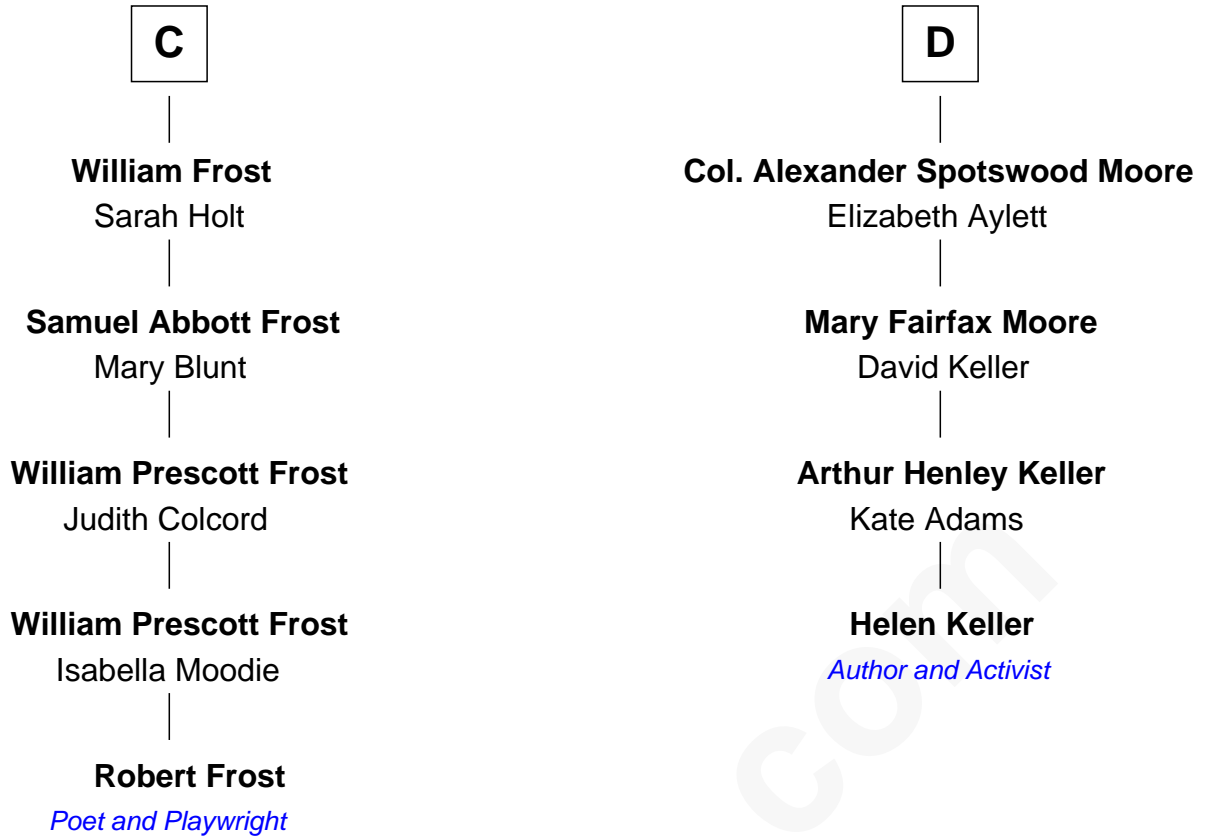 C
William Frost
Sarah Holt
Samuel Abbott Frost
Mary Blunt
William Prescott Frost
Judith Colcord
William Prescott Frost
Isabella Moodie
Robert Frost
Poet and Playwright
D
Col. Alexander Spotswood Moore
Elizabeth Aylett
Mary Fairfax Moore
David Keller
Arthur Henley Keller
Kate Adams
Helen Keller
Author and Activist
com